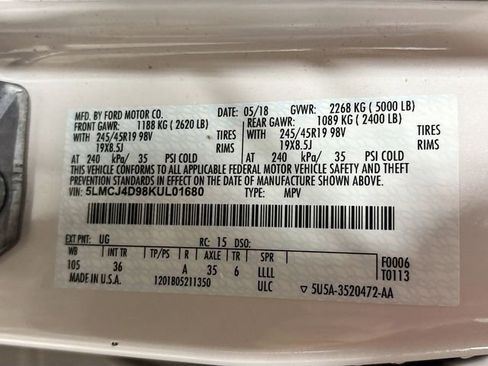 MFD. BY FORD MOTOR CO.
DATE: 05/18 GVWR: 2268 KG ( 5000 LB)
FRONT GAWR: 1188 KG ( 2620 LB) REAR GAWR: 1089 KG ( 2400 LB)
WITH 245/45R19 98V TIRES WITH 245/45R19 98V TIRES
19X8.5J RIMS 19X8.5J RIMS
AT 240 kPa/ 35 PSI COLD AT 240 kPa/ 35 PSI COLD
THIS VEHICLE CONFORMS TO ALL APPLICABLE FEDERAL MOTOR VEHICLE SAFETY AND THEFT
PREVENTION STANDARDS IN EFFECT ON THE DATE OF MANUFACTURE SHOWN ABOVE.
VIN: 5LMCJ4D98KUL01680 TYPE: MPV
EXT PNT: UG RC: 15 DSO: F0006
WB INT TR TP/PS R AXLE TR SPR T0113
105 36 A 35 6 LLLL
MADE IN U.S.A. 1201805211350 ULC ▽ 5U5A-3520472-AA